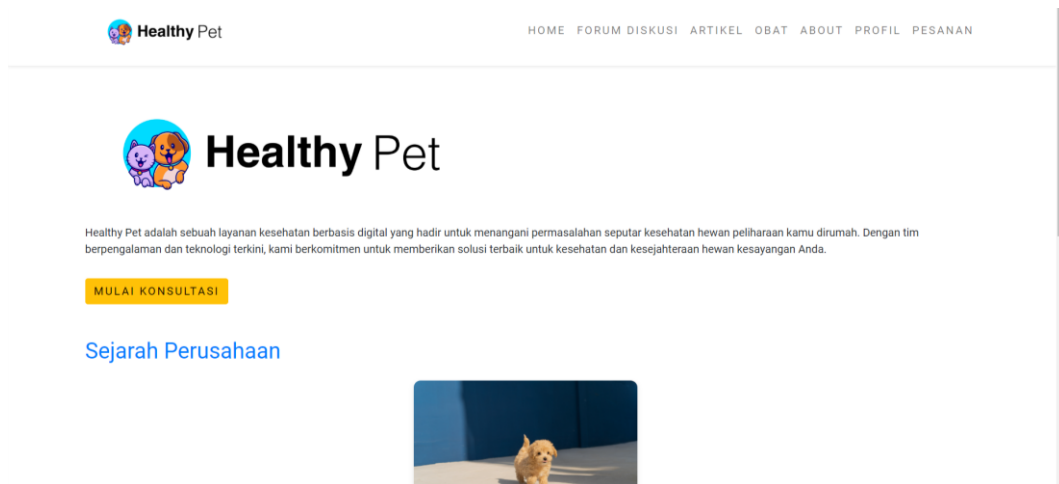 Healthy Pet
HOME FORUM DISKUSI ARTIKEL OBAT ABOUT PROFIL PESANAN
Healthy Pet
Healthy Pet adalah sebuah layanan kesehatan berbasis digital yang hadir untuk menangani permasalahan seputar kesehatan hewan peliharaan kamu dirumah. Dengan tim
berpengalaman dan teknologi terkini, kami berkomitmen untuk memberikan solusi terbaik untuk kesehatan dan kesejahteraan hewan kesayangan Anda.
MULAI KONSULTASI
Sejarah Perusahaan